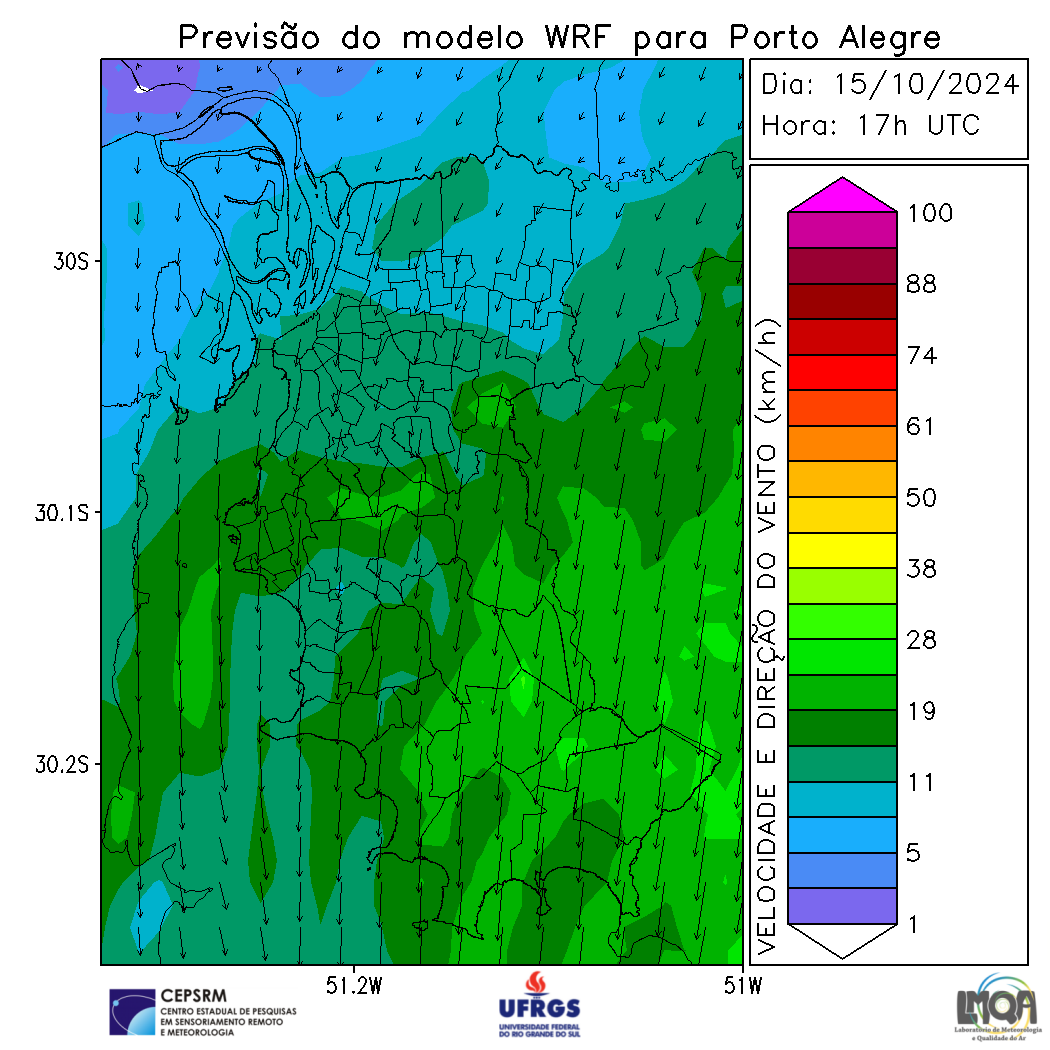 Previsão do modelo WRF para Porto Alegre
Dia: 15/10/2024
Hora: 17h UTC
30S
30.1S
30.2S
51.2W
51W
VELOCIDADE E DIREÇÃO DO VENTO (km/h)
100
88
74
61
50
38
28
19
11
5
1
CEPSRM
CENTRO ESTADUAL DE PESQUISAS
EM SENSORIAMENTO REMOTO
E METEOROLOGIA
UFRGS
UNIVERSIDADE FEDERAL
DO RIO GRANDE DO SUL
LMQA
Laboratório de Meteorologia
e Qualidade do Ar